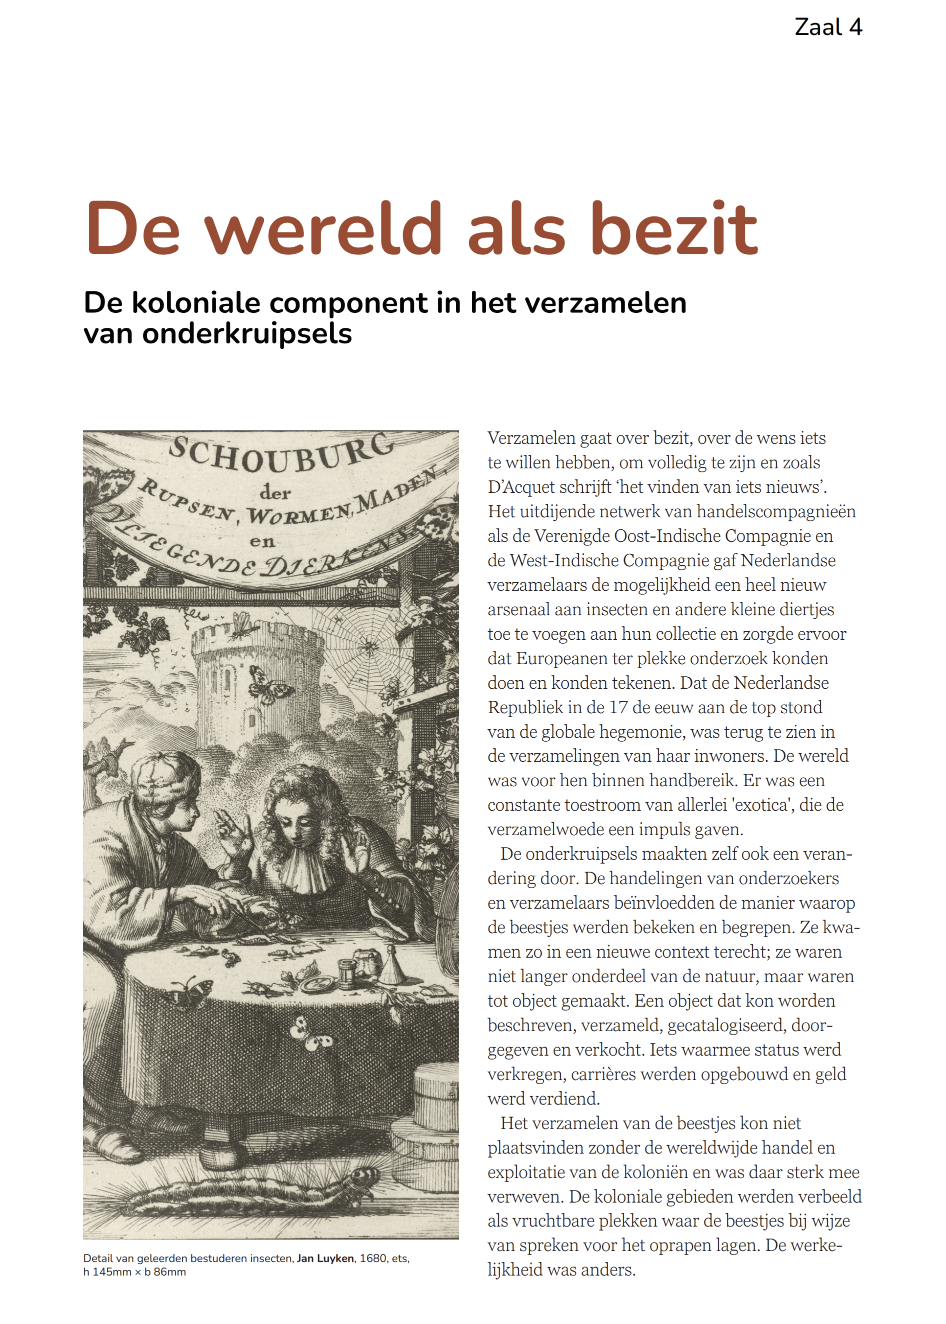 Zaal 4
De wereld als bezit
De koloniale component in het verzamelen
van onderkruipsels
SCHOUBURG
der
RUPSEN, WORMEN, MADEN,
en
VLIEGENDE DIERKENS
Detail van geleerden bestuderen insecten, Jan Luyken, 1680, ets,
h 145mm × b 86mm
Verzamelen gaat over bezit, over de wens iets
te willen hebben, om volledig te zijn en zoals
D’Acquet schrijft ‘het vinden van iets nieuws’.
Het uitdijende netwerk van handelscompagnieën
als de Verenigde Oost-Indische Compagnie en
de West-Indische Compagnie gaf Nederlandse
verzamelaars de mogelijkheid een heel nieuw
arsenaal aan insecten en andere kleine diertjes
toe te voegen aan hun collectie en zorgde ervoor
dat Europeanen ter plekke onderzoek konden
doen en konden tekenen. Dat de Nederlandse
Republiek in de 17 de eeuw aan de top stond
van de globale hegemonie, was terug te zien in
de verzamelingen van haar inwoners. De wereld
was voor hen binnen handbereik. Er was een
constante toestroom van allerlei 'exotica', die de
verzamelwoede een impuls gaven.
De onderkruipsels maakten zelf ook een veran-
dering door. De handelingen van onderzoekers
en verzamelaars beïnvloedden de manier waarop
de beestjes werden bekeken en begrepen. Ze kwa-
men zo in een nieuwe context terecht; ze waren
niet langer onderdeel van de natuur, maar waren
tot object gemaakt. Een object dat kon worden
beschreven, verzameld, gecatalogiseerd, door-
gegeven en verkocht. Iets waarmee status werd
verkregen, carrières werden opgebouwd en geld
werd verdiend.
Het verzamelen van de beestjes kon niet
plaatsvinden zonder de wereldwijde handel en
exploitatie van de koloniën en was daar sterk mee
verweven. De koloniale gebieden werden verbeeld
als vruchtbare plekken waar de beestjes bij wijze
van spreken voor het oprapen lagen. De werke-
lijkheid was anders.